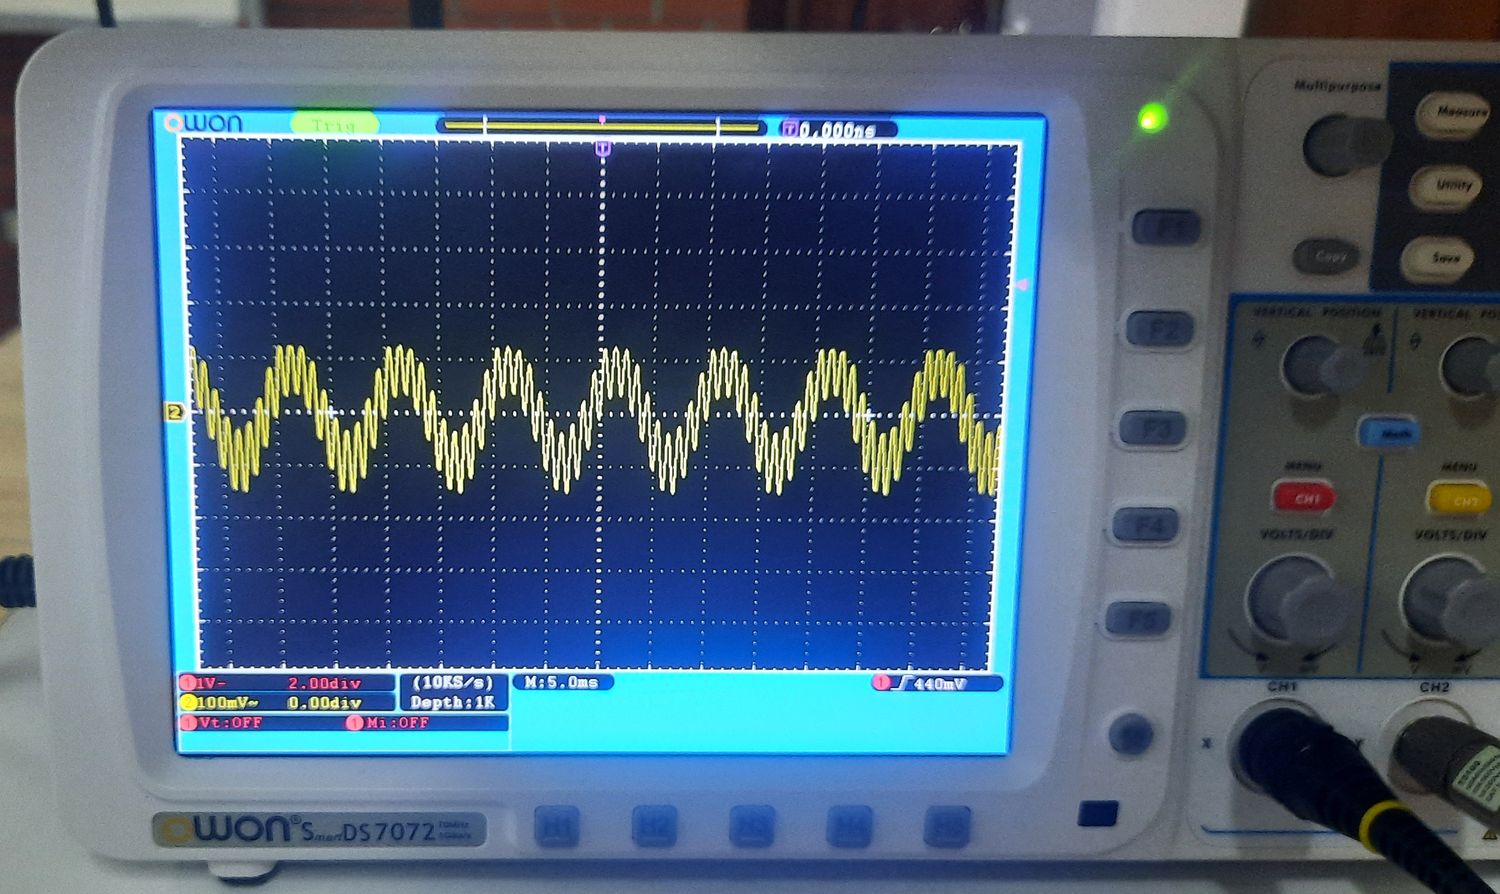 OWON Trig T 0.000ns
T
2
1 1V- 2.00div (10KS/s) M:5.0ms 1 440mV
2 100mV~ 0.00div Depth:1K
1 Vt:OFF 1 Mi:OFF
OWON® SmartDS7072
Multipurpose
Measure
Utility
Copy
Save
F1
F2
F3
F4
F5
H1 H2 H3 H4 H5
VERTICAL POSITION VERTICAL PO
Math
MENU MENU
CH1 CH2
VOLTS/DIV VOLTS/DIV
V mV V mV
CH1 CH2
X Y